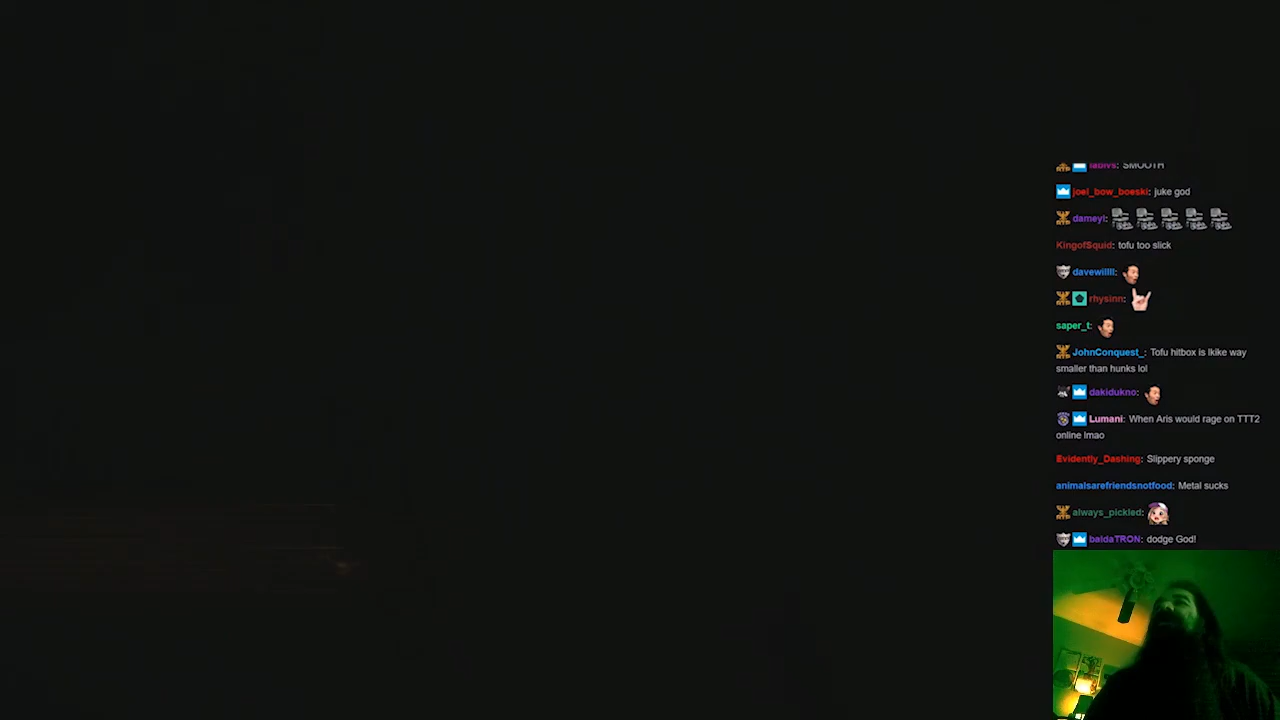 SMOOTH
joel_bow_boeski: juke god
dameyl:
KingofSquid: tofu too slick
davewillll:
rhysinn:
saper_t:
JohnConquest_: Tofu hitbox is lkike way
smaller than hunks lol
dakidukno:
Lumani: When Aris would rage on TTT2
online lmao
Evidently_Dashing: Slippery sponge
animalsarefriendsnotfood: Metal sucks
always_pickled:
baldaTRON: dodge God!